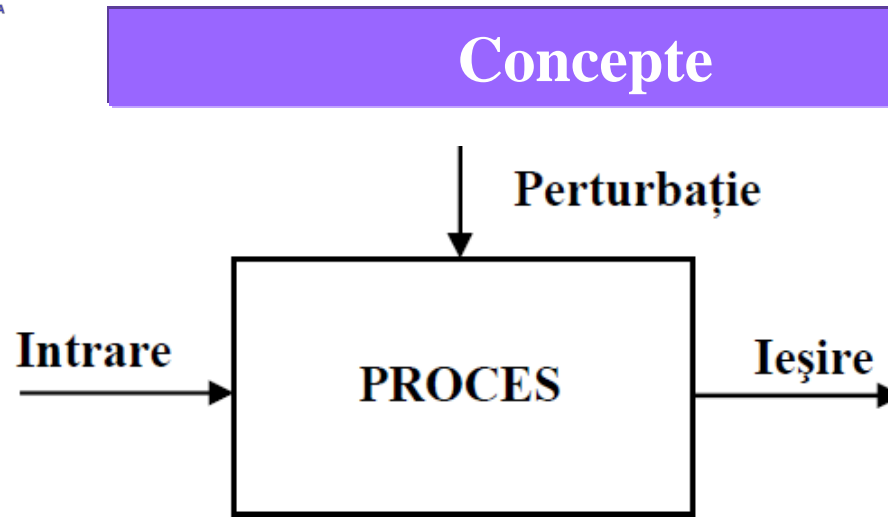 A
Concepte
Perturbație
Intrare
PROCES
Ieşire